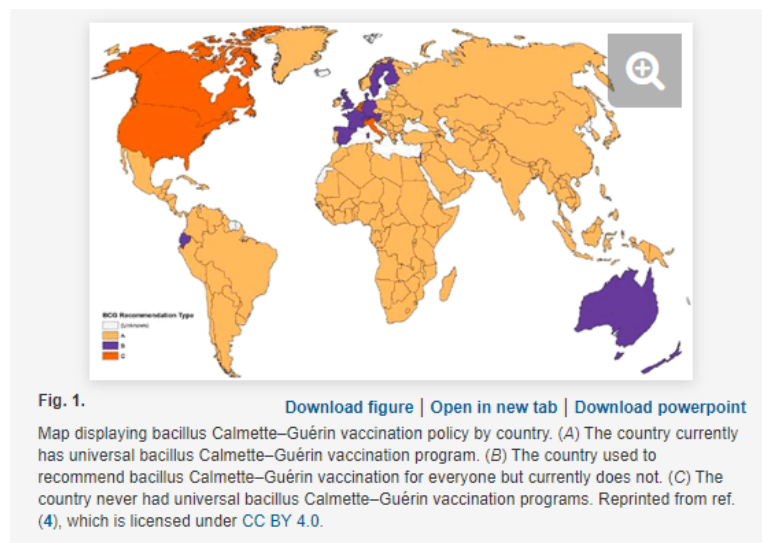 BCG Recommendation Type
(Unknown)
A
B
C
Fig. 1.
Download figure | Open in new tab | Download powerpoint
Map displaying bacillus Calmette–Guérin vaccination policy by country. (A) The country currently
has universal bacillus Calmette–Guérin vaccination program. (B) The country used to
recommend bacillus Calmette–Guérin vaccination for everyone but currently does not. (C) The
country never had universal bacillus Calmette–Guérin vaccination programs. Reprinted from ref.
(4), which is licensed under CC BY 4.0.